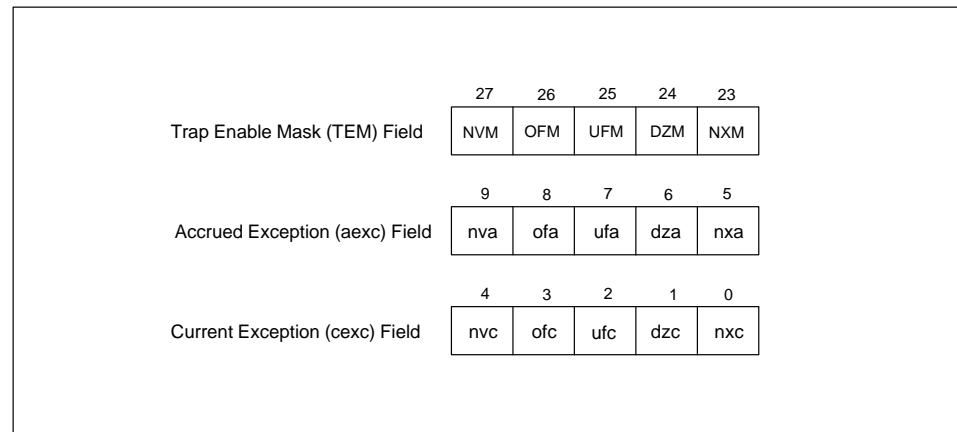 27 26 25 24 23
Trap Enable Mask (TEM) Field NVM OFM UFM DZM NXM
9 8 7 6 5
Accrued Exception (aexc) Field nva ofa ufa dza nxa
4 3 2 1 0
Current Exception (cexc) Field nvc ofc ufc dzc nxc